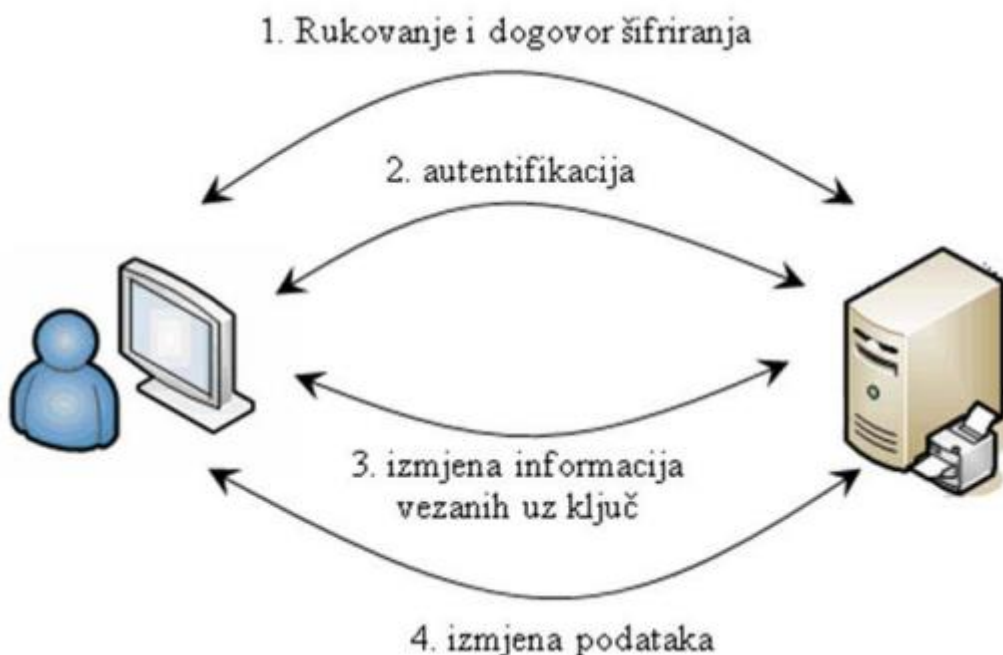 1. Rukovanje i dogovor šifriranja
2. autentifikacija
3. izmjena informacija
vezanih uz ključ
4. izmjena podataka